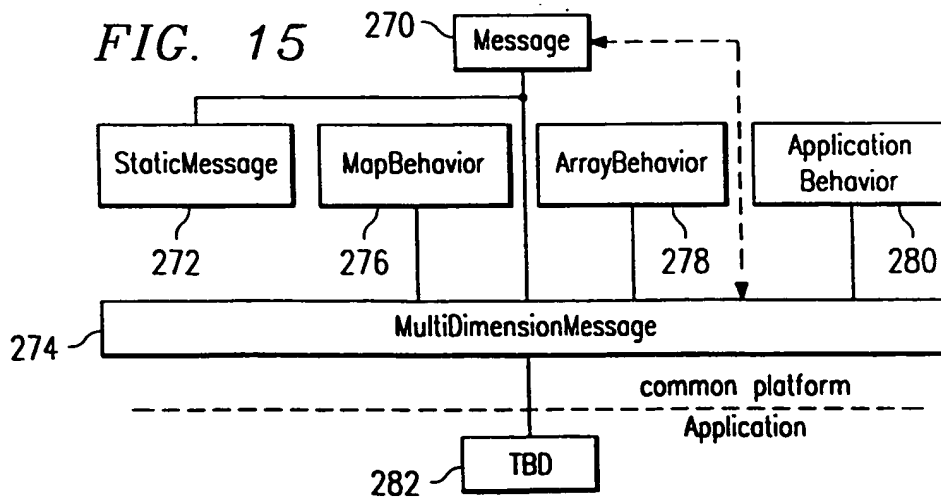 FIG. 15
270
Message
StaticMessage
MapBehavior
ArrayBehavior
Application
Behavior
272
276
278
280
274
MultiDimensionMessage
common platform
Application
TBD
282